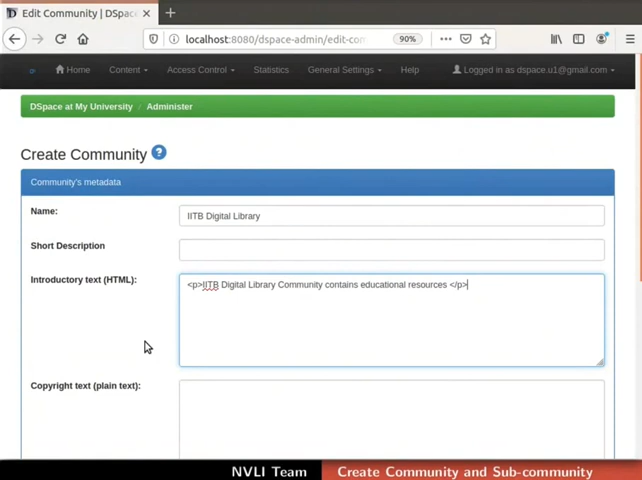 Edit Community | DSpace
localhost:8080/dspace-admin/edit-com
90%
Home Content Access Control Statistics General Settings Help Logged in as dspace.u1@gmail.com
DSpace at My University / Administer
Create Community ?
Community's metadata
Name: IITB Digital Library
Short Description
Introductory text (HTML): <p>IITB Digital Library Community contains educational resources </p>
Copyright text (plain text):
NVLI Team Create Community and Sub-community